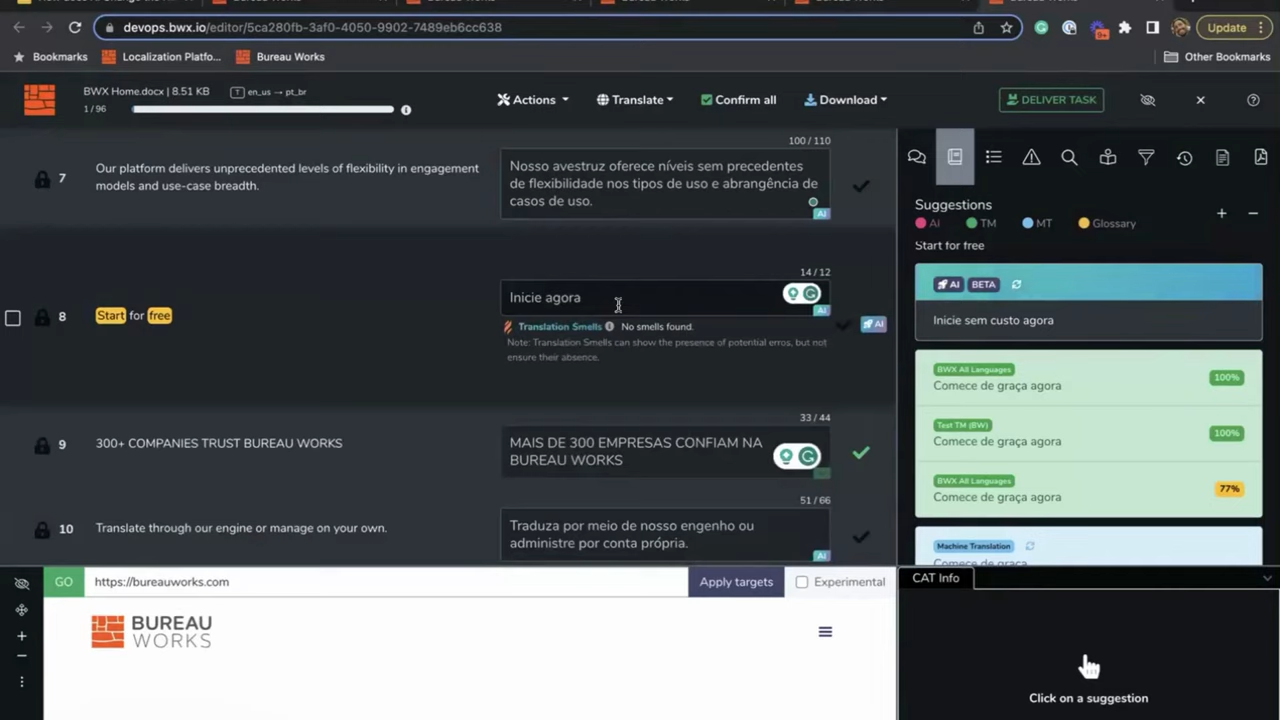 devops.bwx.io/editor/5ca280fb-3af0-4050-9902-7489eb6cc638
Update
Bookmarks
Localization Platfo...
Bureau Works
Other Bookmarks
BWX Home.docx | 8.51 KB
en_us → pt_br
1 / 96
Actions
Translate
Confirm all
Download
DELIVER TASK
100 / 110
7
Our platform delivers unprecedented levels of flexibility in engagement
models and use-case breadth.
Nosso avestruz oferece níveis sem precedentes
de flexibilidade nos tipos de uso e abrangência de
casos de uso.
AI
14 / 12
8
Start for free
Inicie agora
AI
Translation Smells
No smells found.
AI
Note: Translation Smells can show the presence of potential erros, but not
ensure their absence.
33 / 44
9
300+ COMPANIES TRUST BUREAU WORKS
MAIS DE 300 EMPRESAS CONFIAM NA
BUREAU WORKS
51 / 66
10
Translate through our engine or manage on your own.
Traduza por meio de nosso engenho ou
administre por conta própria.
AI
Suggestions
AI
TM
MT
Glossary
Start for free
AI
BETA
Inicie sem custo agora
BWX All Languages
Comece de graça agora
100%
Test TM (BW)
Comece de graça agora
100%
BWX All Languages
Comece de graça agora
77%
Machine Translation
Comece de graça
GO
https://bureauworks.com
Apply targets
Experimental
BUREAU
WORKS
CAT Info
Click on a suggestion